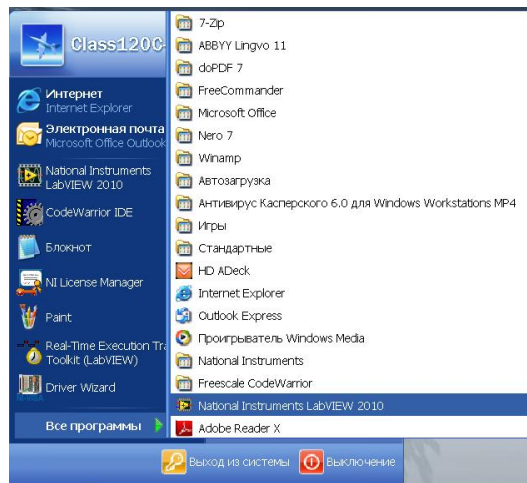 Class120C-
Интернет
Internet Explorer
Электронная почта
Microsoft Office Outlook
National Instruments
LabVIEW 2010
CodeWarrior IDE
Блокнот
NI License Manager
Paint
Real-Time Execution Tra
Toolkit (LabVIEW)
Driver Wizard
Все программы
7-Zip
ABBYY Lingvo 11
doPDF 7
FreeCommander
Microsoft Office
Nero 7
Winamp
Автозагрузка
Антивирус Касперского 6.0 для Windows Workstations MP4
Игры
Стандартные
HD ADeck
Internet Explorer
Outlook Express
Проигрыватель Windows Media
National Instruments
Freescale CodeWarrior
National Instruments LabVIEW 2010
Adobe Reader X
Выход из системы
Выключение